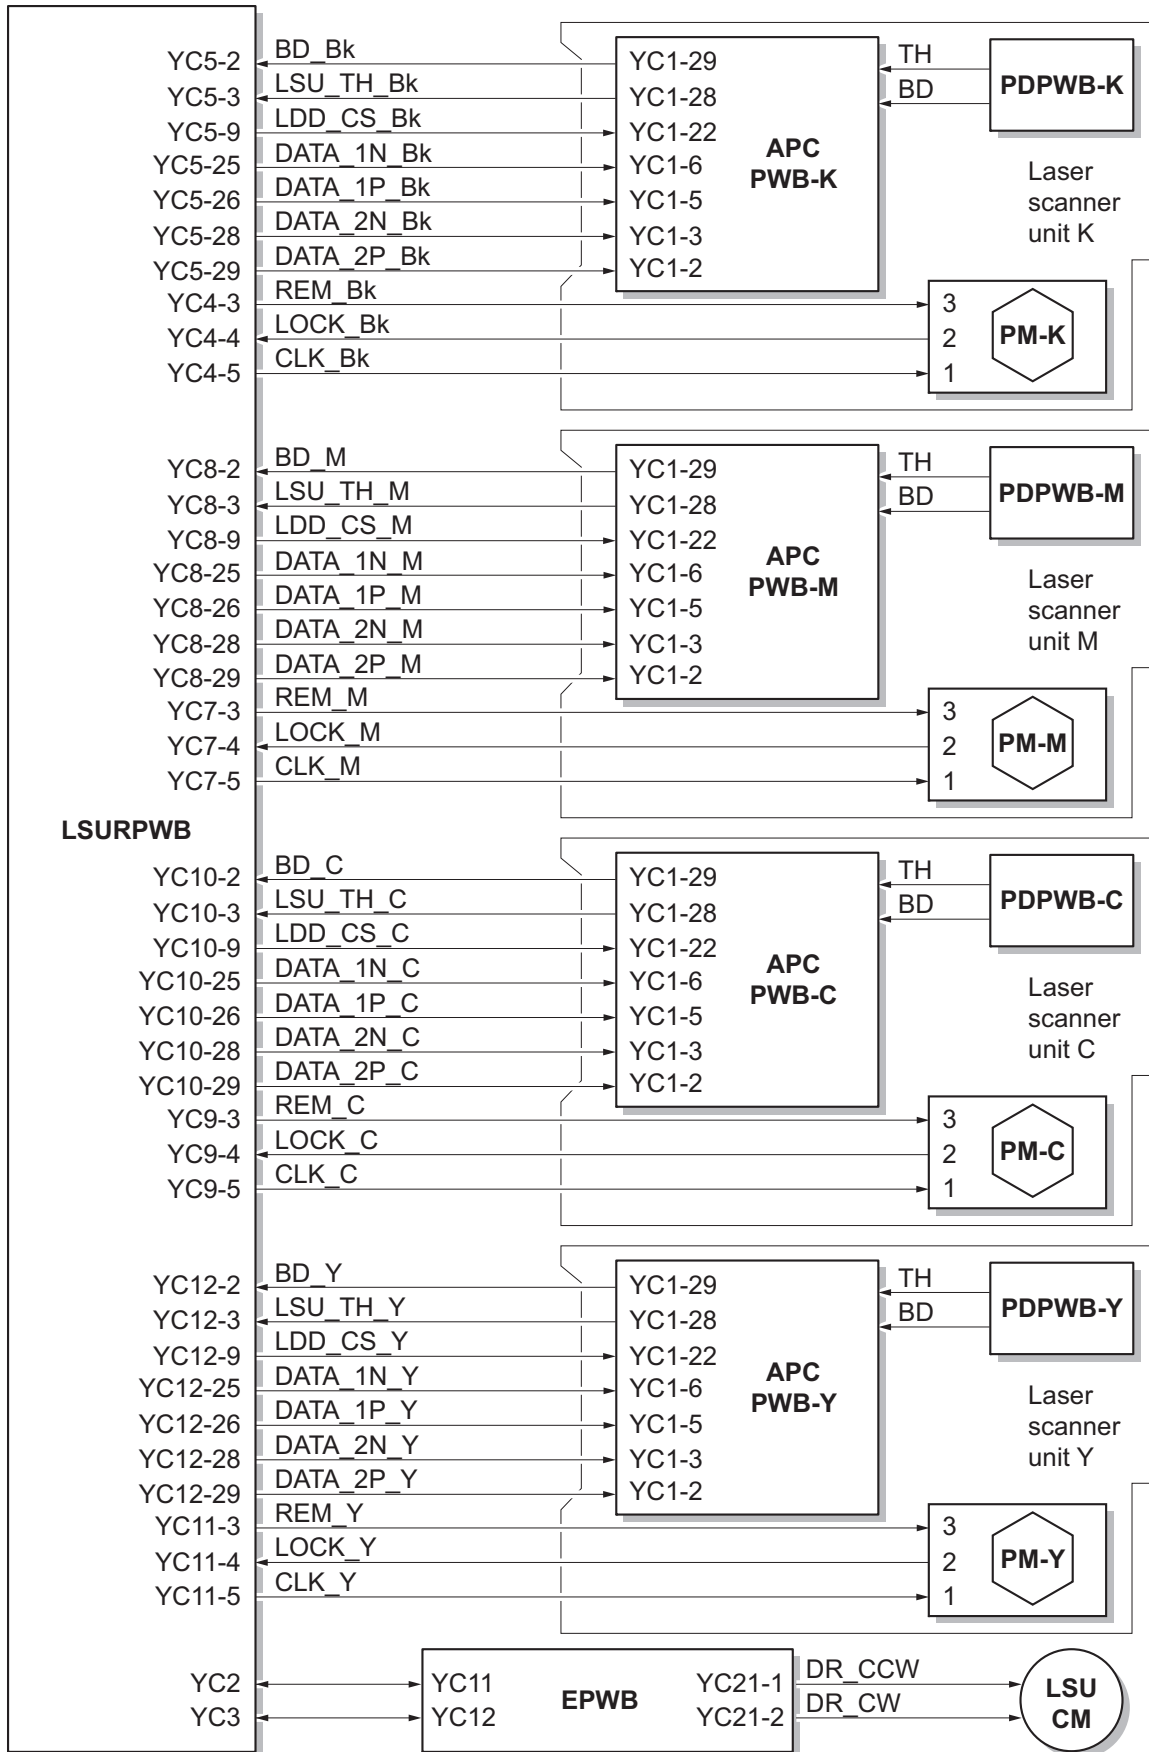 YC5-2 BD_Bk YC1-29 TH PDPWB-K
YC5-3 LSU_TH_Bk YC1-28 BD
YC5-9 LDD_CS_Bk YC1-22
YC5-25 DATA_1N_Bk YC1-6
YC5-26 DATA_1P_Bk YC1-5
YC5-28 DATA_2N_Bk YC1-3
YC5-29 DATA_2P_Bk YC1-2
APC
PWB-K
Laser
scanner
unit K
YC4-3 REM_Bk 3
YC4-4 LOCK_Bk 2 PM-K
YC4-5 CLK_Bk 1
YC8-2 BD_M YC1-29 TH PDPWB-M
YC8-3 LSU_TH_M YC1-28 BD
YC8-9 LDD_CS_M YC1-22
YC8-25 DATA_1N_M YC1-6
YC8-26 DATA_1P_M YC1-5
YC8-28 DATA_2N_M YC1-3
YC8-29 DATA_2P_M YC1-2
APC
PWB-M
Laser
scanner
unit M
YC7-3 REM_M 3
YC7-4 LOCK_M 2 PM-M
YC7-5 CLK_M 1
LSURPWB
YC10-2 BD_C YC1-29 TH PDPWB-C
YC10-3 LSU_TH_C YC1-28 BD
YC10-9 LDD_CS_C YC1-22
YC10-25 DATA_1N_C YC1-6
YC10-26 DATA_1P_C YC1-5
YC10-28 DATA_2N_C YC1-3
YC10-29 DATA_2P_C YC1-2
APC
PWB-C
Laser
scanner
unit C
YC9-3 REM_C 3
YC9-4 LOCK_C 2 PM-C
YC9-5 CLK_C 1
YC12-2 BD_Y YC1-29 TH PDPWB-Y
YC12-3 LSU_TH_Y YC1-28 BD
YC12-9 LDD_CS_Y YC1-22
YC12-25 DATA_1N_Y YC1-6
YC12-26 DATA_1P_Y YC1-5
YC12-28 DATA_2N_Y YC1-3
YC12-29 DATA_2P_Y YC1-2
APC
PWB-Y
Laser
scanner
unit Y
YC11-3 REM_Y 3
YC11-4 LOCK_Y 2 PM-Y
YC11-5 CLK_Y 1
YC2 YC11 EPWB YC21-1 DR_CCW
YC3 YC12 YC21-2 DR_CW
LSU
CM